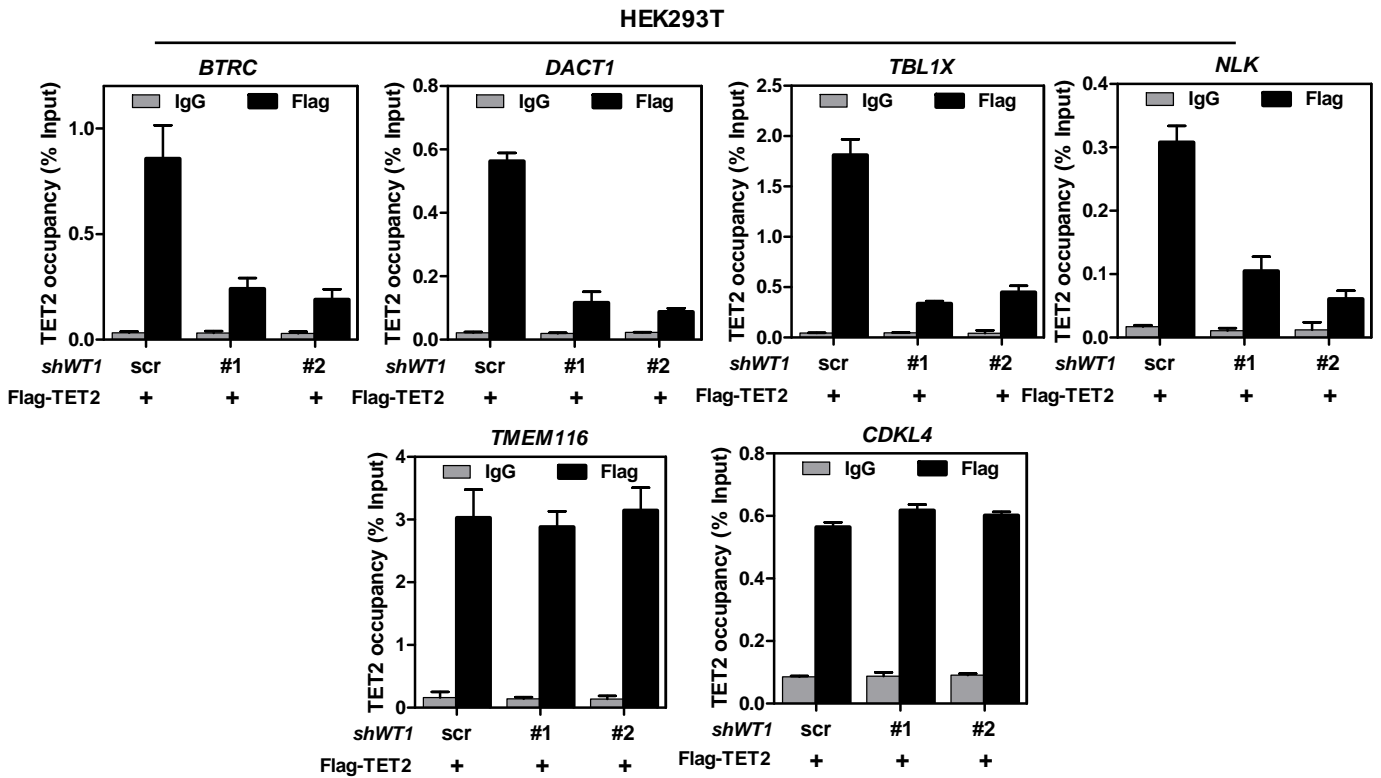 HEK293T
BTRC
TET2 occupancy (% Input)
IgG Flag
1.0
0.5
0.0
shWT1 scr #1 #2
Flag-TET2 + + +
DACT1
TET2 occupancy (% Input)
IgG Flag
0.8
0.6
0.4
0.2
0.0
shWT1 scr #1 #2
Flag-TET2 + + +
TBL1X
TET2 occupancy (% Input)
IgG Flag
2.5
2.0
1.5
1.0
0.5
0.0
shWT1 scr #1 #2
Flag-TET2 + + +
NLK
TET2 occupancy (% Input)
IgG Flag
0.4
0.3
0.2
0.1
0.0
shWT1 scr #1 #2
Flag-TET2 + + +
TMEM116
TET2 occupancy (% Input)
IgG Flag
4
3
2
1
0
shWT1 scr #1 #2
Flag-TET2 + + +
CDKL4
TET2 occupancy (% Input)
IgG Flag
0.8
0.6
0.4
0.2
0.0
shWT1 scr #1 #2
Flag-TET2 + + +